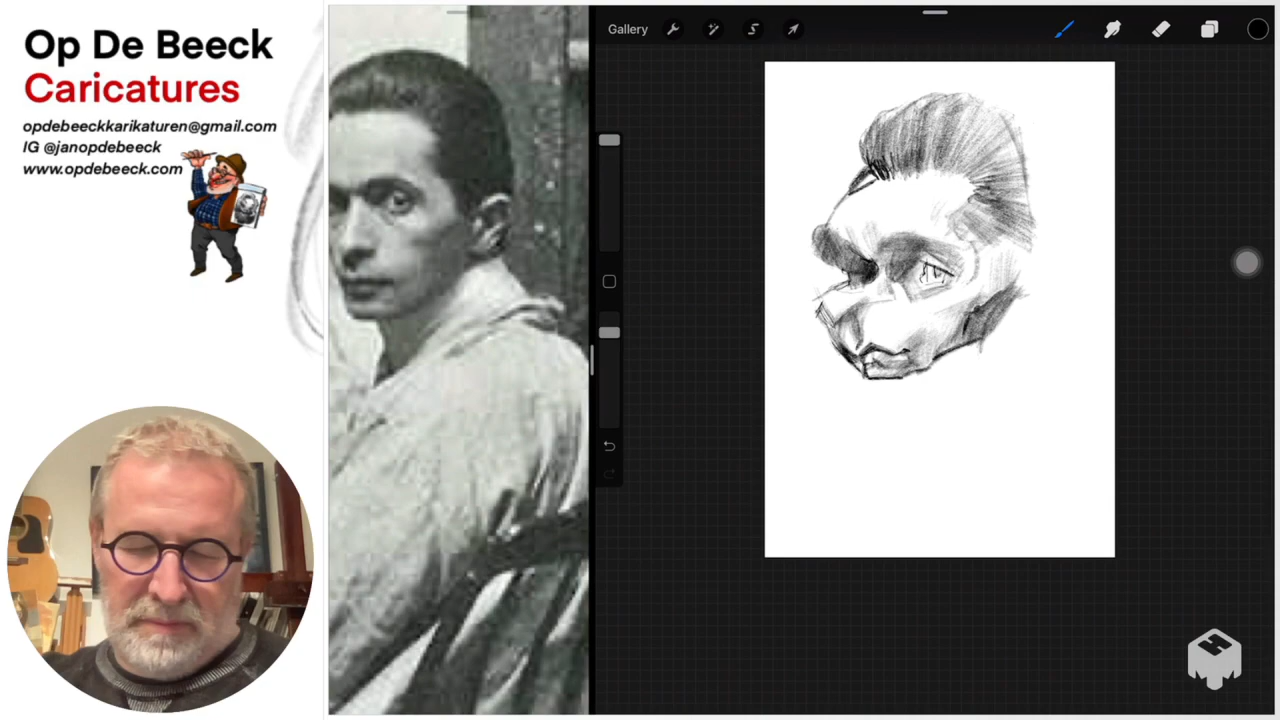 Op De Beeck
Caricatures
opdebeeckkarikaturen@gmail.com
IG @janopdebeeck
www.opdebeeck.com
Gallery